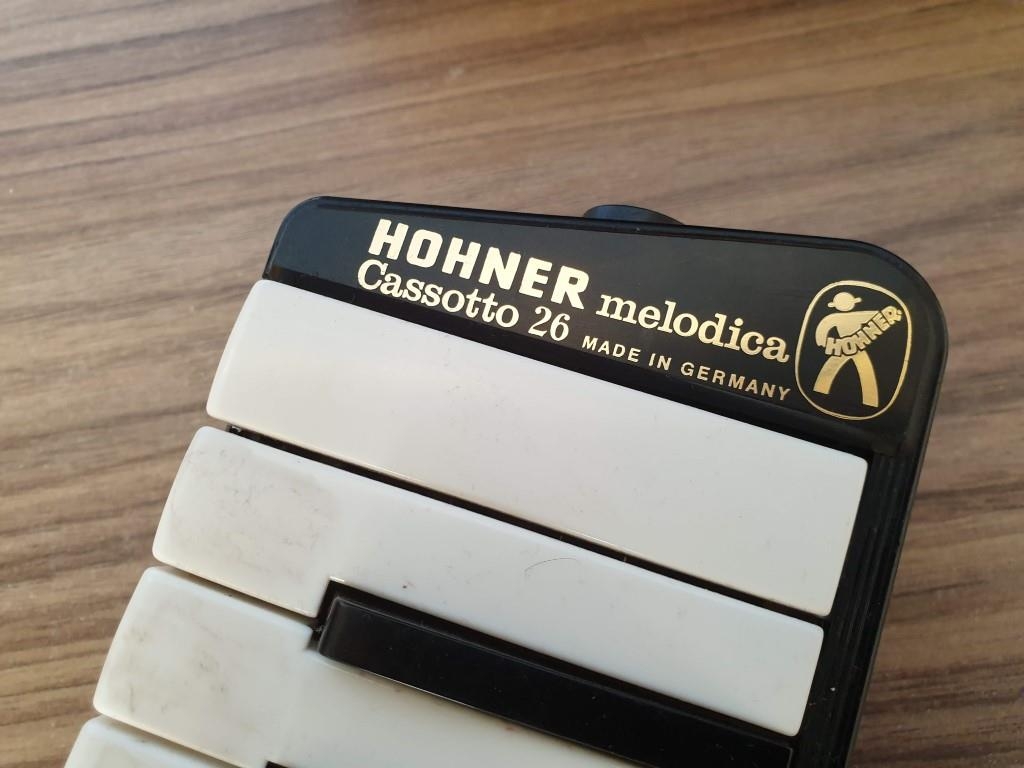 HOHNER melodica
Cassotto 26 MADE IN GERMANY
HOHNER